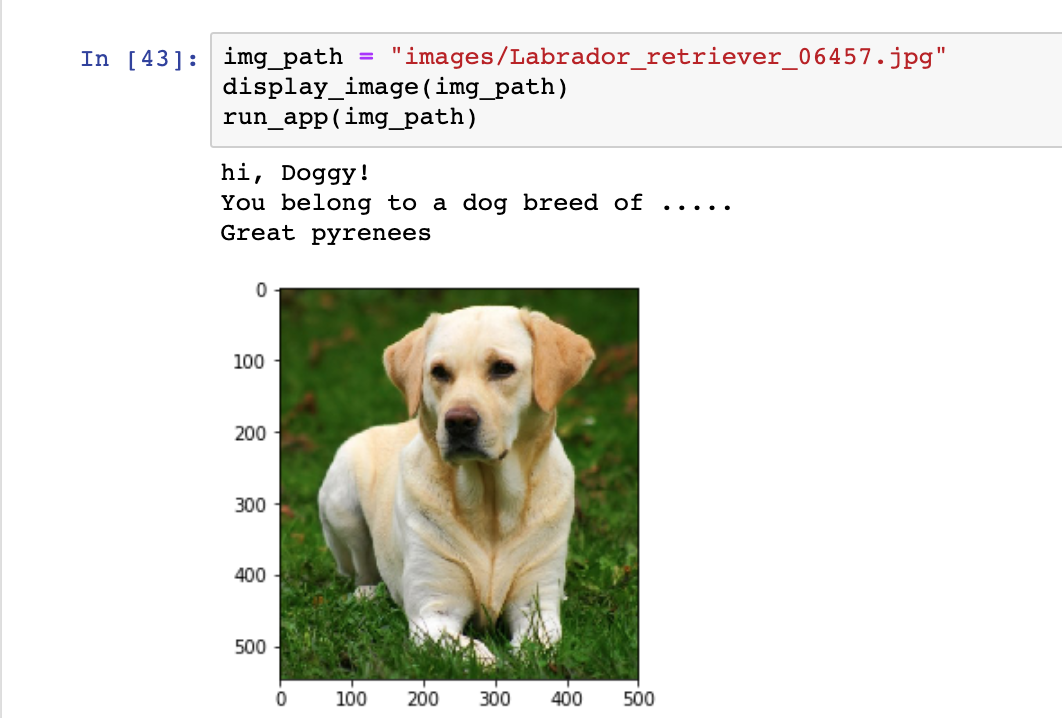 In [43]: img_path = "images/Labrador_retriever_06457.jpg"
display_image(img_path)
run_app(img_path)
hi, Doggy!
You belong to a dog breed of .....
Great pyrenees
0
100
200
300
400
500
0 100 200 300 400 500